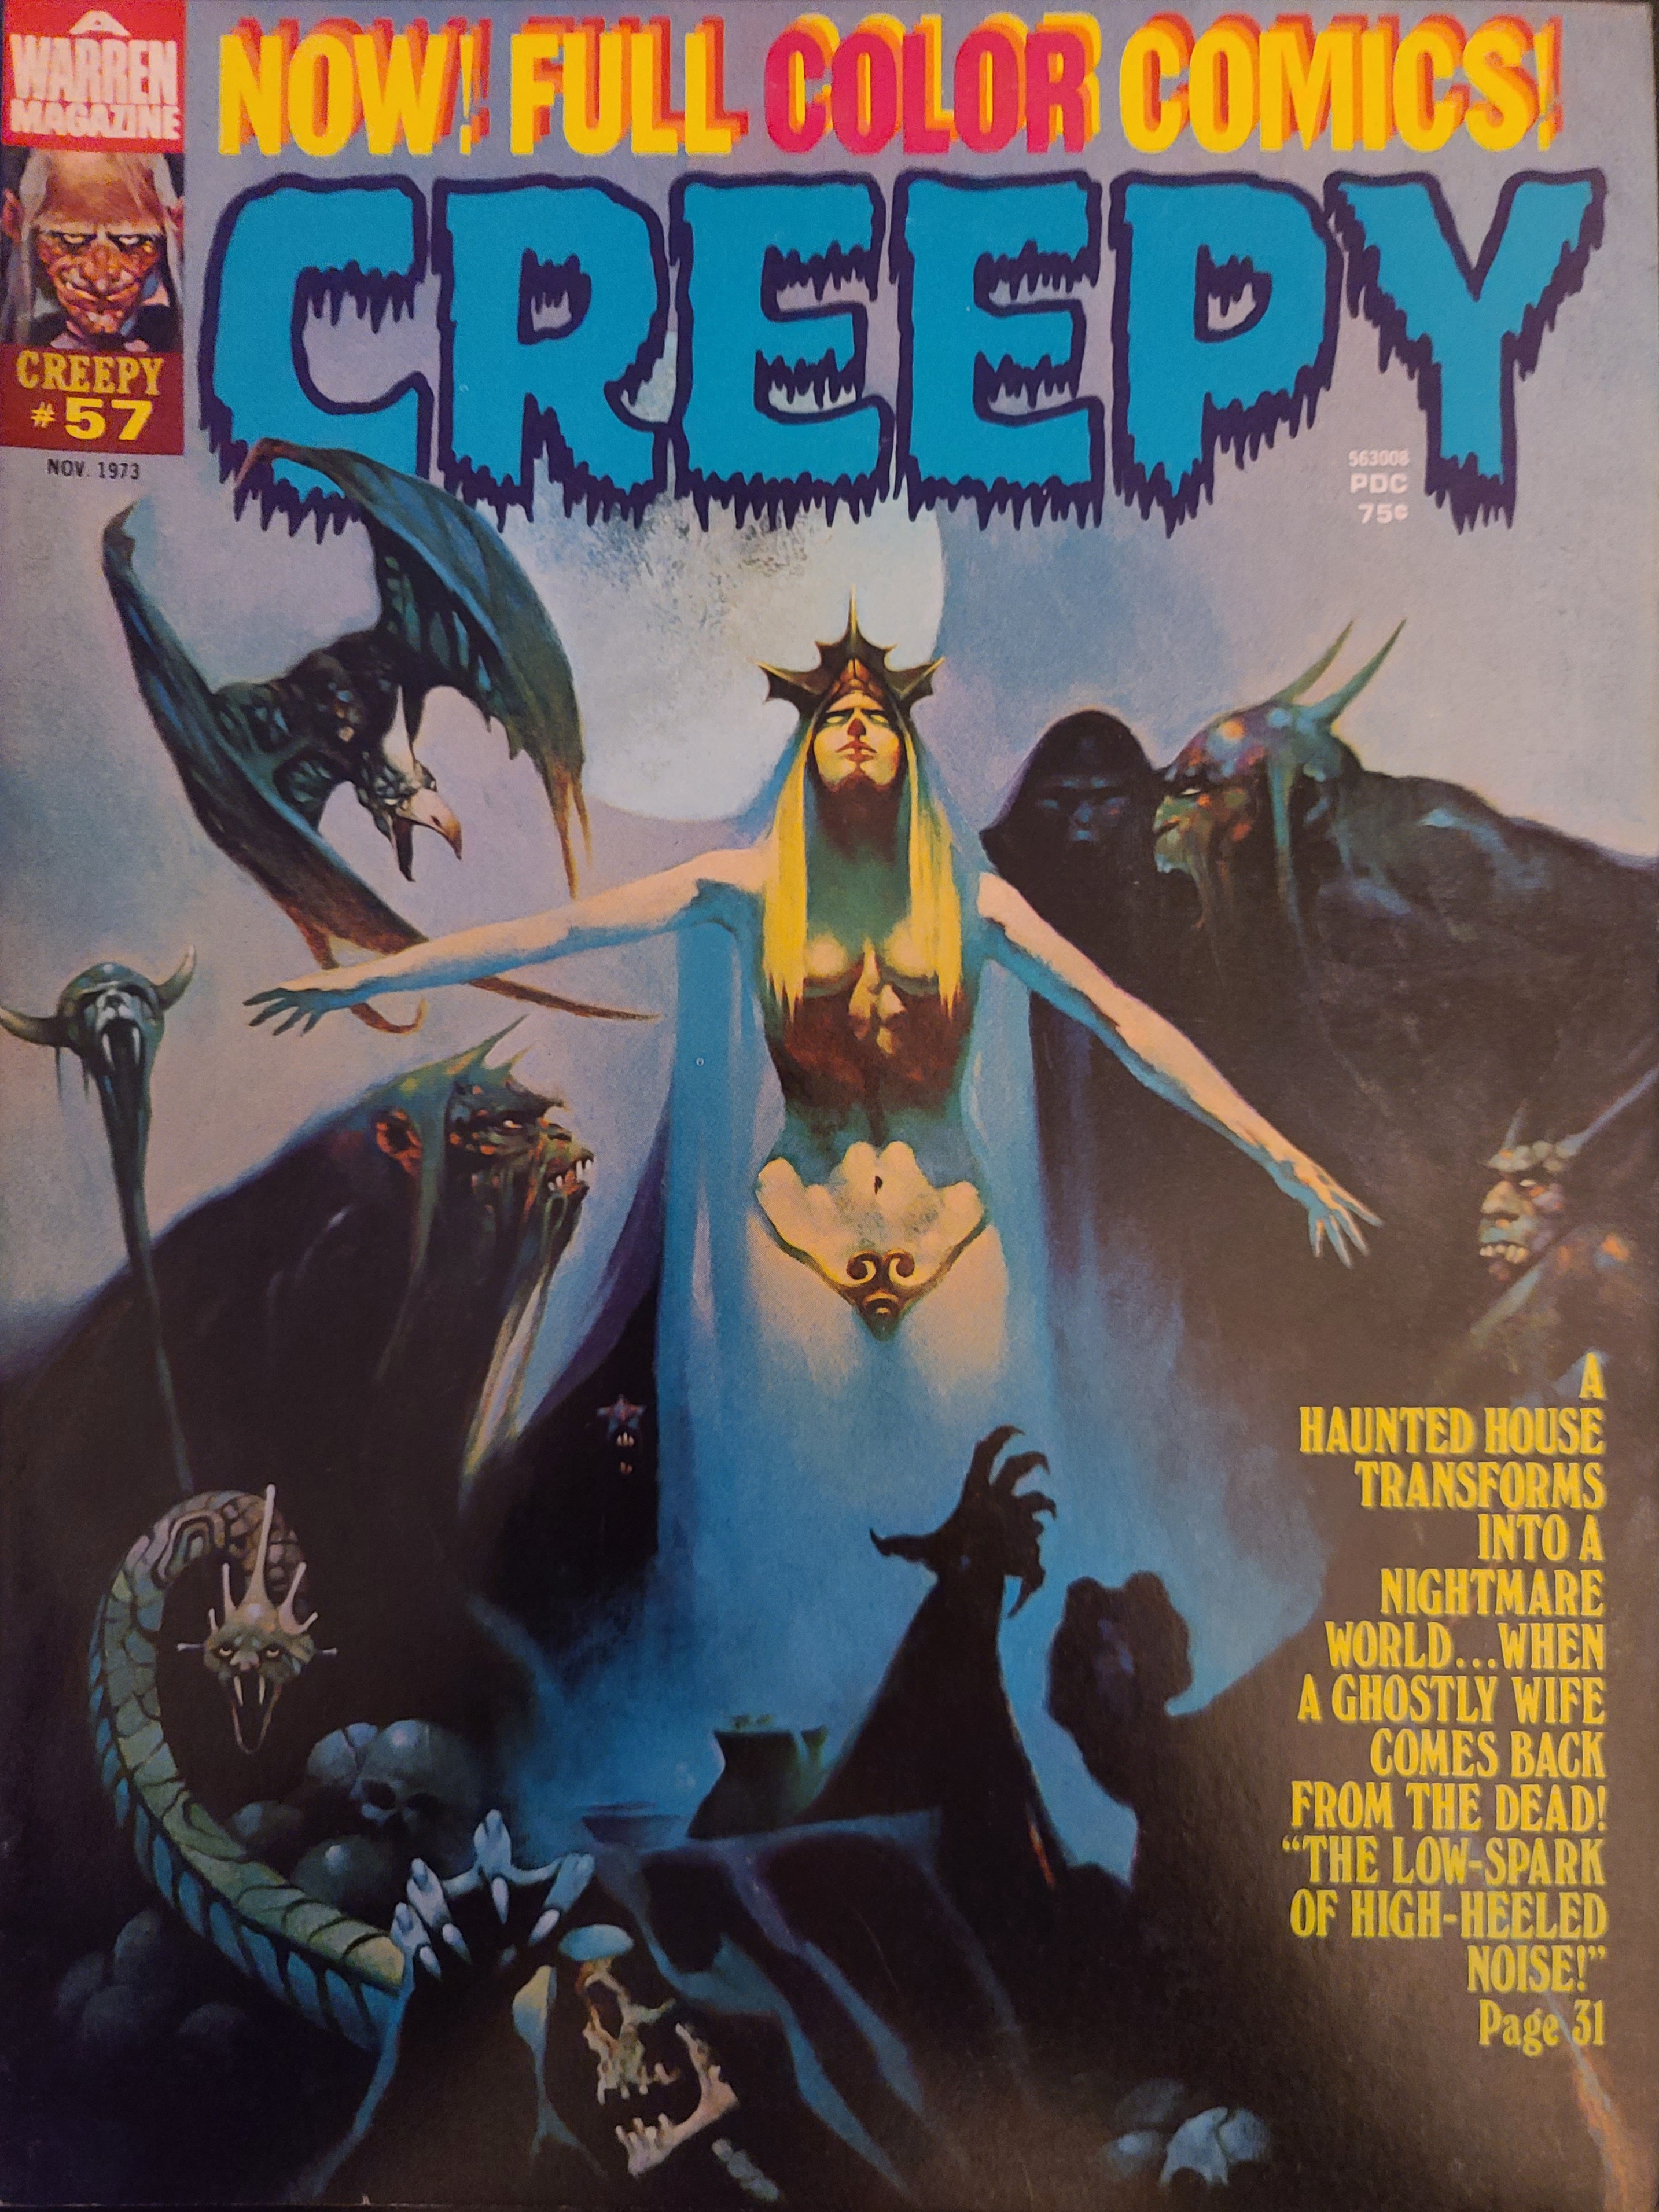 A
WARREN
MAGAZINE
NOW! FULL COLOR COMICS!
CREEPY
CREEPY
#57
NOV. 1973
563008
PDC
75¢
A
HAUNTED HOUSE
TRANSFORMS
INTO A
NIGHTMARE
WORLD...WHEN
A GHOSTLY WIFE
COMES BACK
FROM THE DEAD!
“THE LOW-SPARK
OF HIGH-HEELED
NOISE!”
Page 31